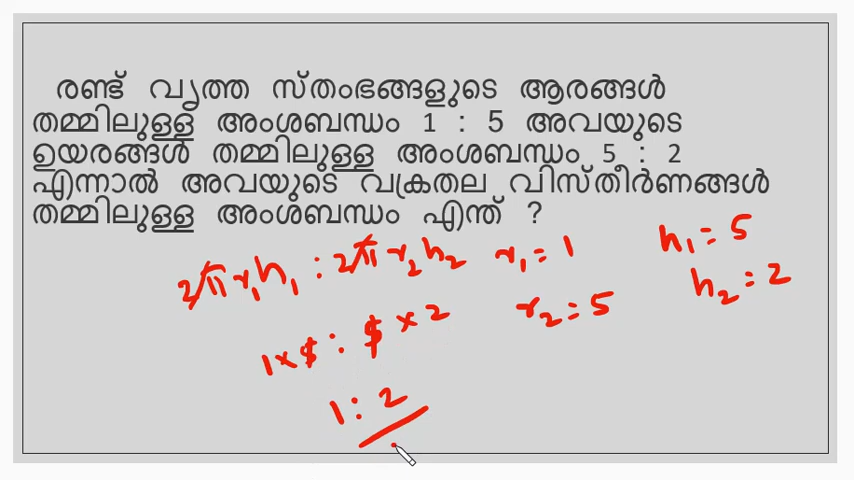 രണ്ട് വൃത്ത സ്തംഭങ്ങളുടെ ആരങ്ങൾ
തമ്മിലുള്ള അംശബന്ധം 1 : 5 അവയുടെ
ഉയരങ്ങൾ തമ്മിലുള്ള അംശബന്ധം 5 : 2
എന്നാൽ അവയുടെ വക്രതല വിസ്തീർണങ്ങൾ
തമ്മിലുള്ള അംശബന്ധം എന്ത് ?
2πr₁h₁ : 2πr₂h₂ r₁ = 1 h₁ = 5
r₂ = 5 h₂ = 2
1×5 : 5×2
1 : 2